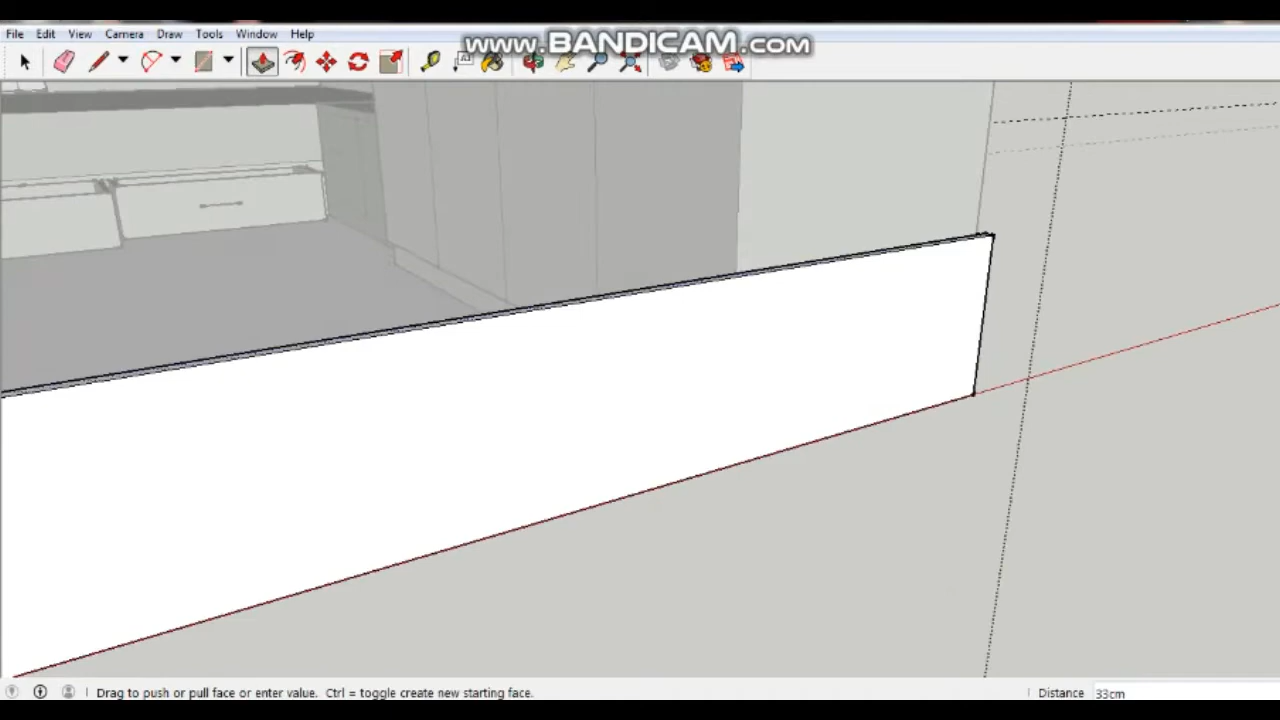 File Edit View Camera Draw Tools Window Help
www.BANDICAM.com
Drag to push or pull face or enter value. Ctrl = toggle create new starting face.
Distance 33cm